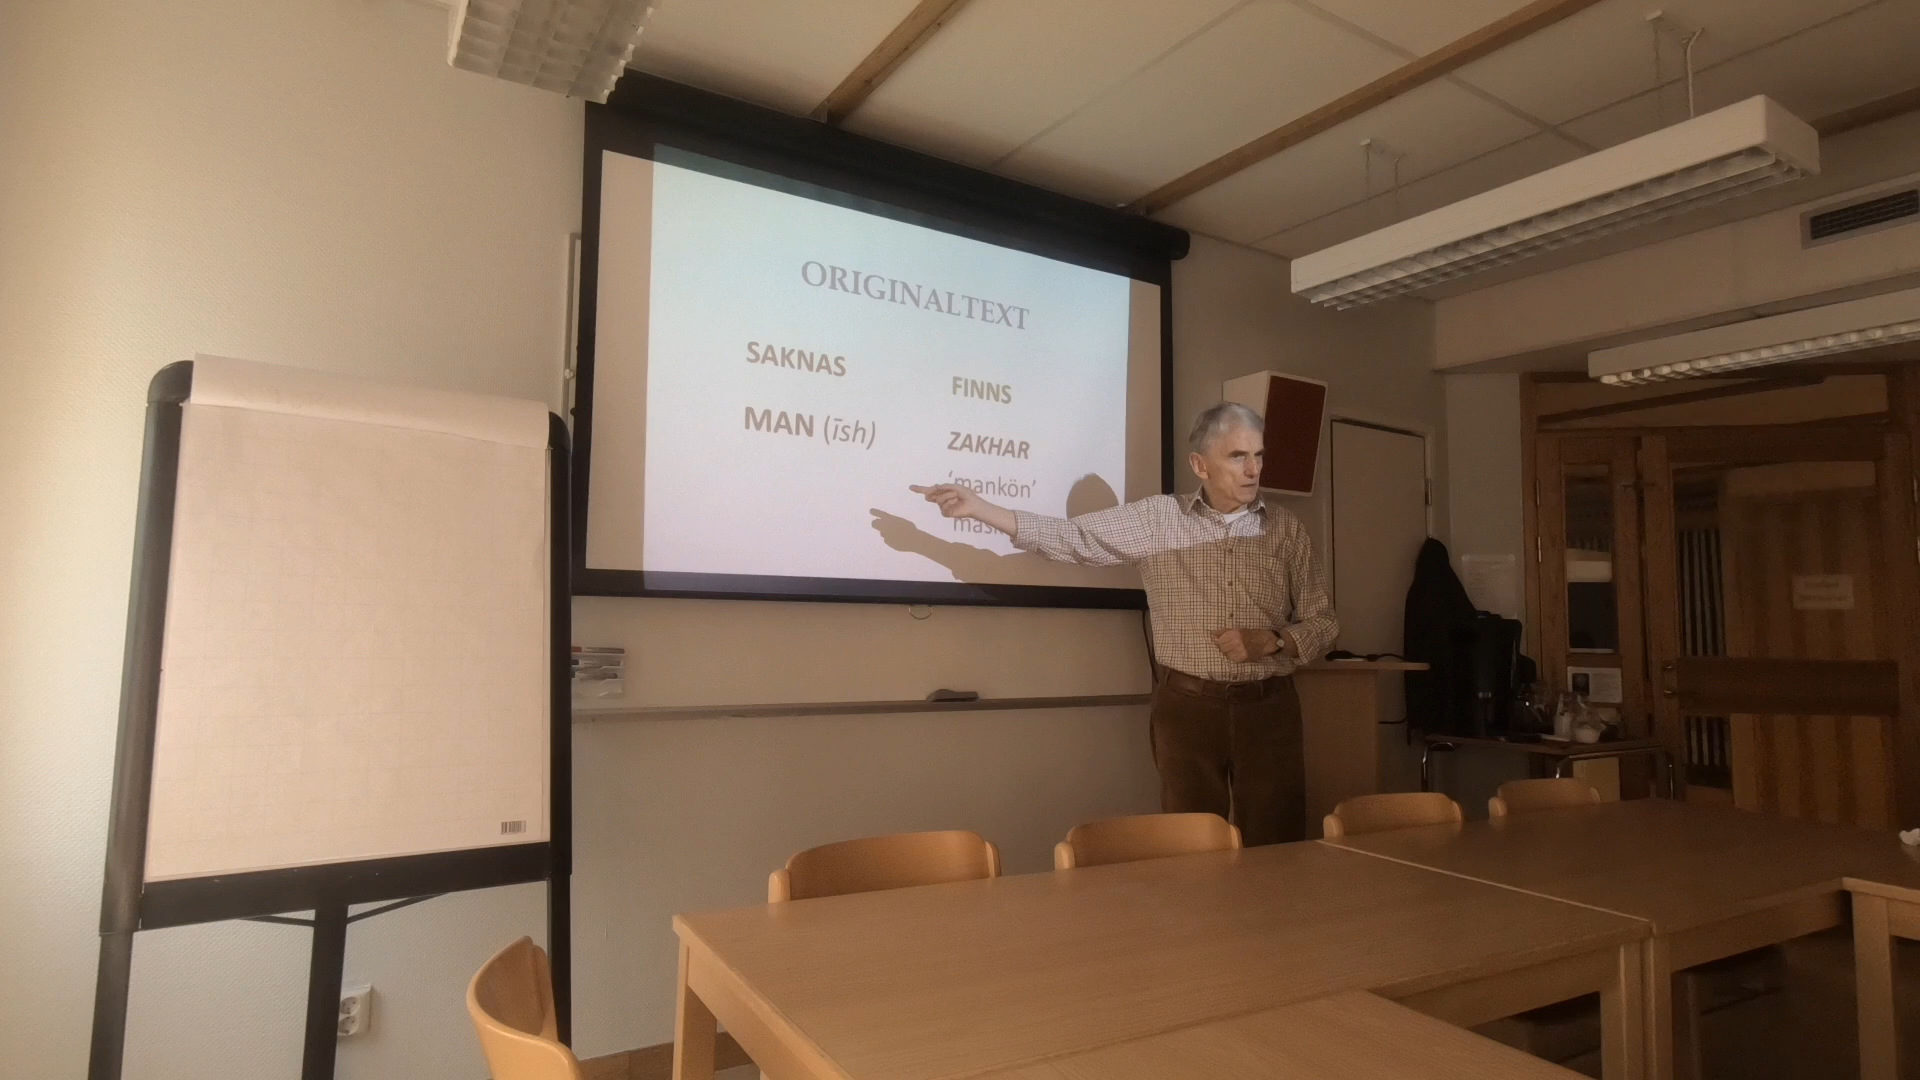 ORIGINALTEXT
SAKNAS
MAN (īsh)
FINNS
ZAKHAR
‘mankön’